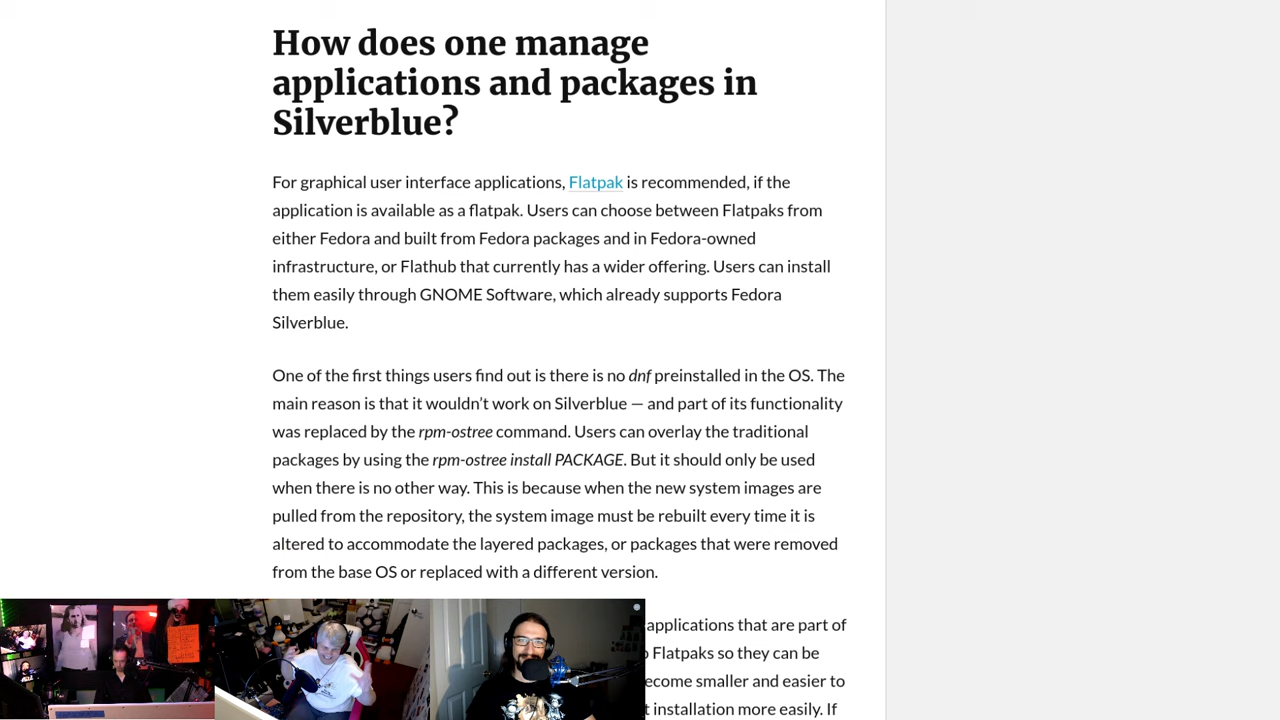 How does one manage
applications and packages in
Silverblue?
For graphical user interface applications, Flatpak is recommended, if the
application is available as a flatpak. Users can choose between Flatpaks from
either Fedora and built from Fedora packages and in Fedora-owned
infrastructure, or Flathub that currently has a wider offering. Users can install
them easily through GNOME Software, which already supports Fedora
Silverblue.
One of the first things users find out is there is no dnf preinstalled in the OS. The
main reason is that it wouldn’t work on Silverblue — and part of its functionality
was replaced by the rpm-ostree command. Users can overlay the traditional
packages by using the rpm-ostree install PACKAGE. But it should only be used
when there is no other way. This is because when the new system images are
pulled from the repository, the system image must be rebuilt every time it is
altered to accommodate the layered packages, or packages that were removed
from the base OS or replaced with a different version.
applications that are part of
Flatpaks so they can be
become smaller and easier to
installation more easily. If